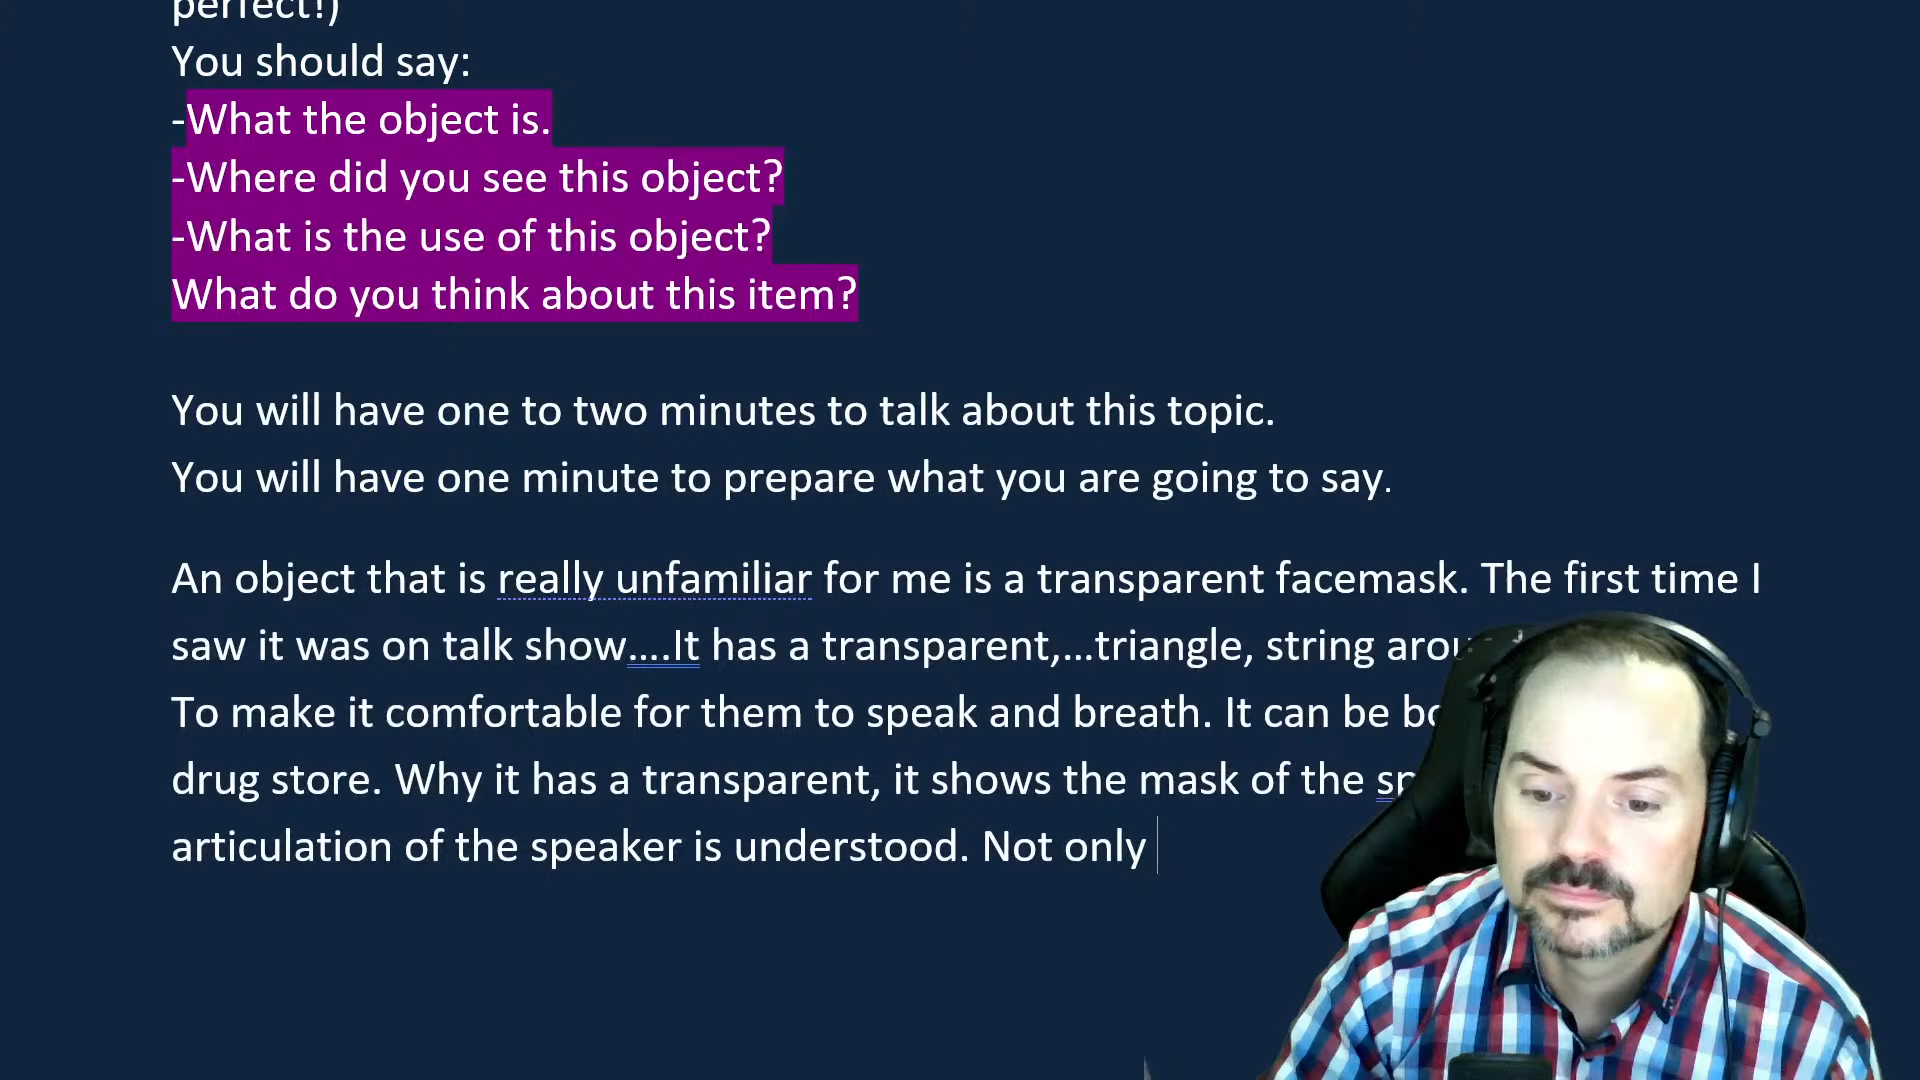 perfect!)
You should say:
-What the object is.
-Where did you see this object?
-What is the use of this object?
What do you think about this item?
You will have one to two minutes to talk about this topic.
You will have one minute to prepare what you are going to say.
An object that is really unfamiliar for me is a transparent facemask. The first time I
saw it was on talk show….It has a transparent,…triangle, string
To make it comfortable for them to speak and breath. It can be
drug store. Why it has a transparent, it shows the mask of the
articulation of the speaker is understood. Not only